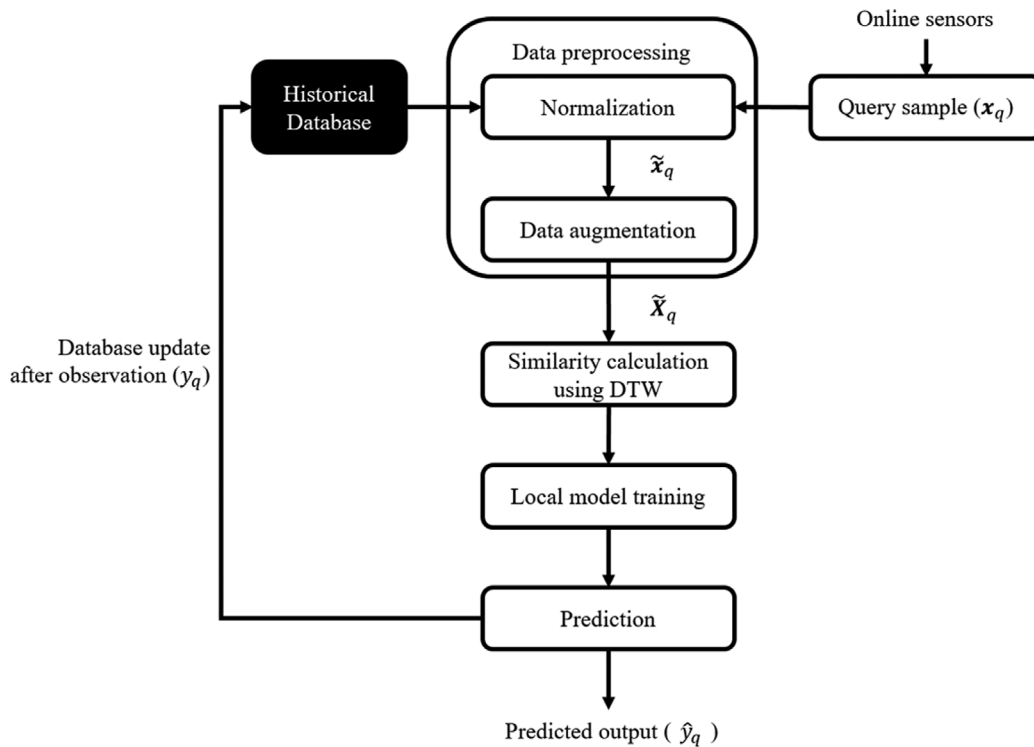 Online sensors
Data preprocessing
Historical
Database
Normalization
Query sample (𝒙_q)
𝒙̃_q
Data augmentation
𝑿̃_q
Database update
after observation (y_q)
Similarity calculation
using DTW
Local model training
Prediction
Predicted output ( ŷ_q )